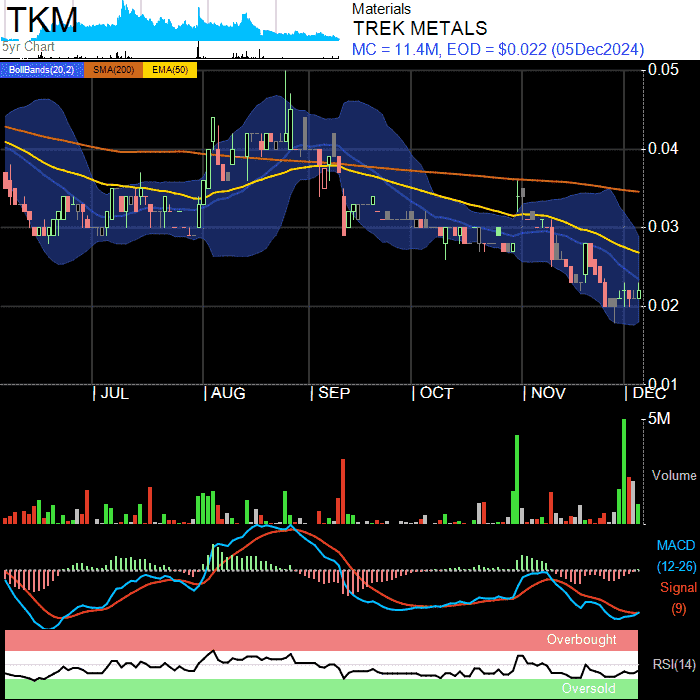 TKM
5yr Chart
Materials
TREK METALS
MC = 11.4M, EOD = $0.022 (05Dec2024)
BollBands(20,2) SMA(200) EMA(50)
0.05
0.04
0.03
0.02
0.01
JUL AUG SEP OCT NOV DEC
5M
Volume
MACD
(12-26)
Signal
(9)
Overbought
RSI(14)
Oversold